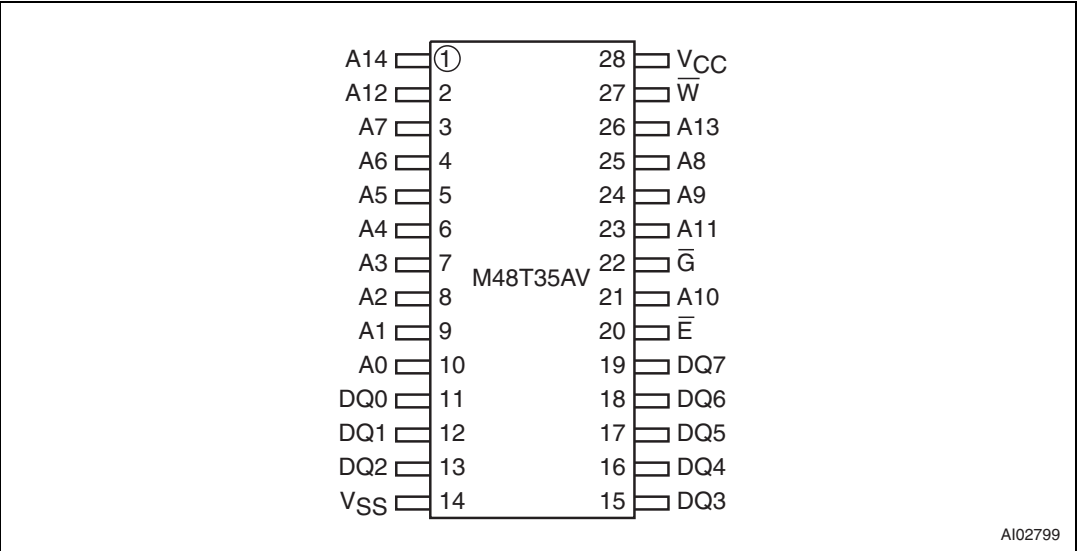 A14 1 28 VCC
A12 2 27 W̅
A7 3 26 A13
A6 4 25 A8
A5 5 24 A9
A4 6 23 A11
A3 7 22 G̅
M48T35AV
A2 8 21 A10
A1 9 20 E̅
A0 10 19 DQ7
DQ0 11 18 DQ6
DQ1 12 17 DQ5
DQ2 13 16 DQ4
VSS 14 15 DQ3
AI02799